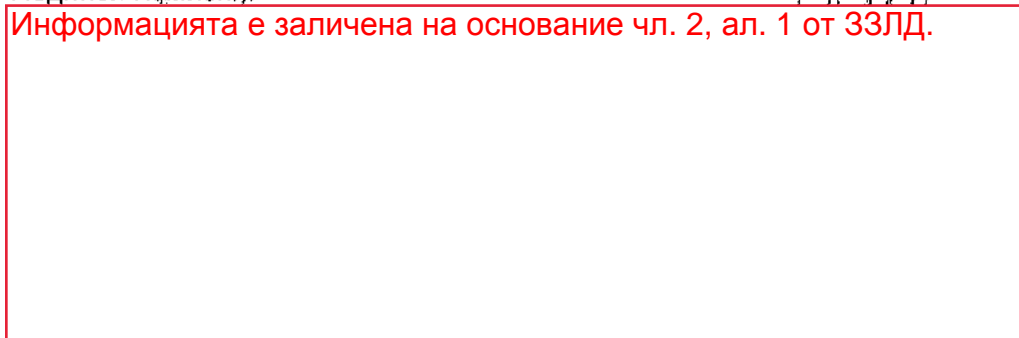 Информацията е заличена на основание чл. 2, ал. 1 от ЗЗЛД.